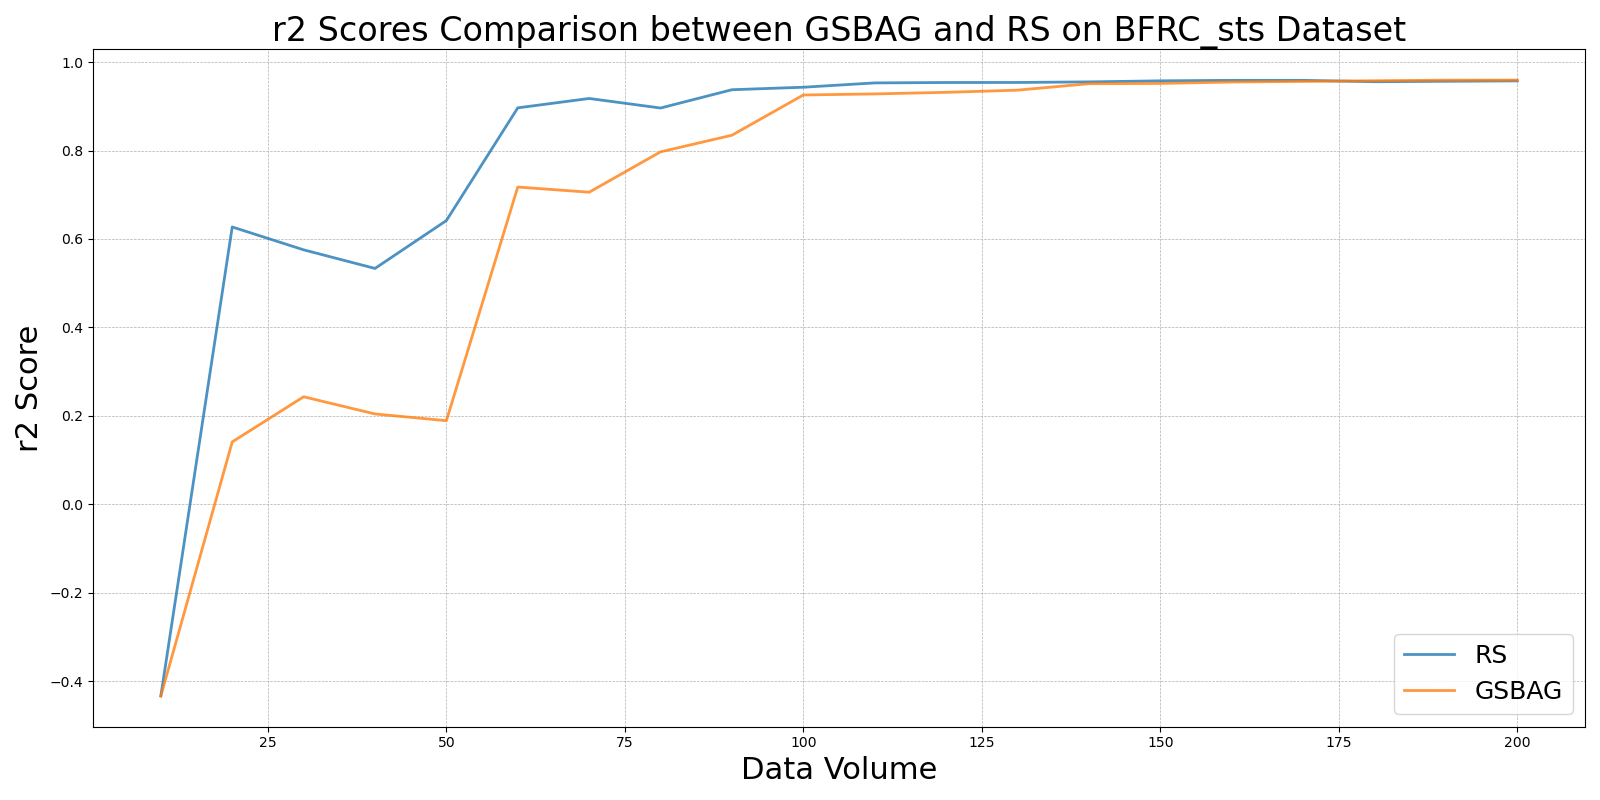 r2 Scores Comparison between GSBAG and RS on BFRC_sts Dataset
r2 Score
1.0
0.8
0.6
0.4
0.2
0.0
−0.2
−0.4
RS
GSBAG
25 50 75 100 125 150 175 200
Data Volume